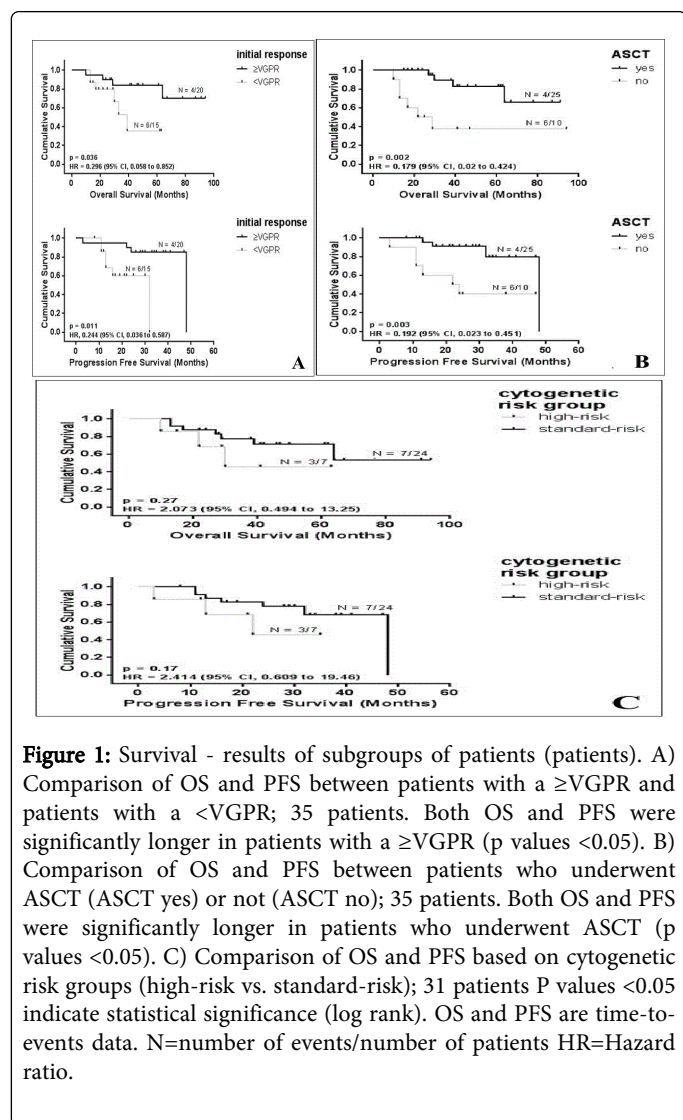 initial response
≥VGPR
<VGPR
Cumulative Survival
1.0
0.8
0.6
0.4
0.2
0.0
N = 4/20
N = 6/15
p = 0.036
HR = 0.296 (95% CI, 0.058 to 0.852)
0 20 40 60 80 100
Overall Survival (Months)
initial response
≥VGPR
<VGPR
Cumulative Survival
1.0
0.8
0.6
0.4
0.2
0.0
N = 4/20
N = 6/15
p = 0.011
HR, 0.244 (95% CI, 0.036 to 0.587)
0 10 20 30 40 50 60
Progression Free Survival (Months)
A
ASCT
yes
no
Cumulative Survival
1.0
0.8
0.6
0.4
0.2
0.0
N = 4/25
N = 6/10
p = 0.002
HR = 0.179 (95% CI, 0.02 to 0.424)
0 20 40 60 80 100
Overall Survival (Months)
ASCT
yes
no
Cumulative Survival
1.0
0.8
0.6
0.4
0.2
0.0
N = 4/25
N = 6/10
p = 0.003
HR = 0.192 (95% CI, 0.023 to 0.451)
0 10 20 30 40 50 60
Progression Free Survival (Months)
B
cytogenetic
risk group
high-risk
standard-risk
Cumulative Survival
1.0
0.8
0.6
0.4
0.2
0.0
N = 7/24
N = 3/7
p = 0.27
HR = 2.073 (95% CI, 0.494 to 13.25)
0 20 40 60 80 100
Overall Survival (Months)
cytogenetic
risk group
high-risk
standard-risk
Cumulative Survival
1.0
0.8
0.6
0.4
0.2
0.0
N = 7/24
N = 3/7
p = 0.17
HR = 2.414 (95% CI, 0.609 to 19.46)
0 10 20 30 40 50 60
Progression Free Survival (Months)
C
Figure 1: Survival - results of subgroups of patients (patients). A)
Comparison of OS and PFS between patients with a ≥VGPR and
patients with a <VGPR; 35 patients. Both OS and PFS were
significantly longer in patients with a ≥VGPR (p values <0.05). B)
Comparison of OS and PFS between patients who underwent
ASCT (ASCT yes) or not (ASCT no); 35 patients. Both OS and PFS
were significantly longer in patients who underwent ASCT (p
values <0.05). C) Comparison of OS and PFS based on cytogenetic
risk groups (high-risk vs. standard-risk); 31 patients P values <0.05
indicate statistical significance (log rank). OS and PFS are time-to-
events data. N=number of events/number of patients HR=Hazard
ratio.